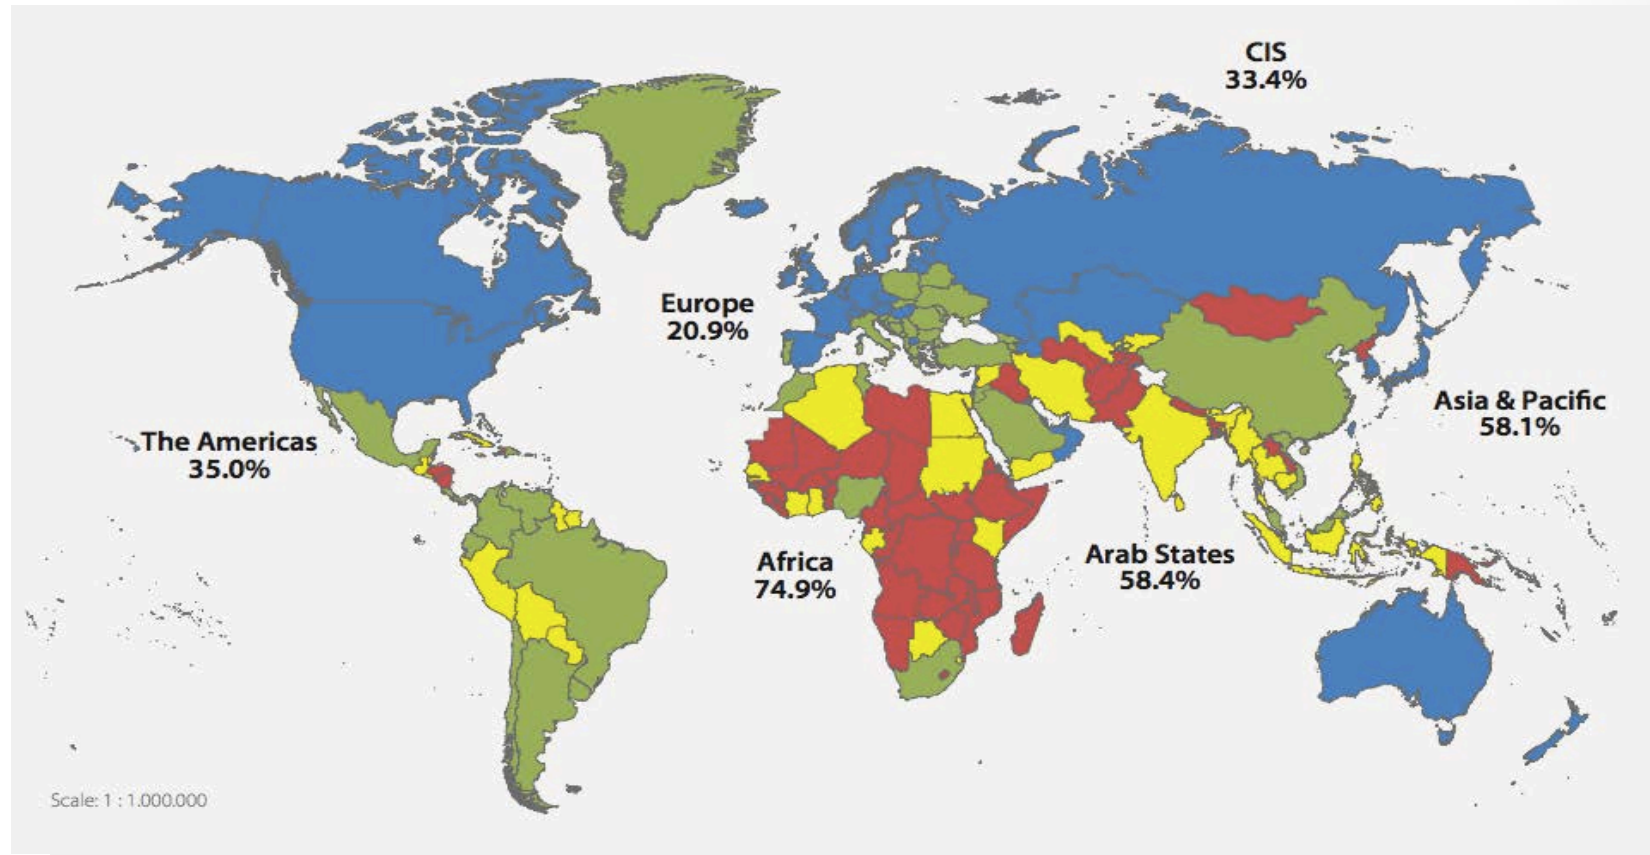 CIS
33.4%
Europe
20.9%
The Americas
35.0%
Asia & Pacific
58.1%
Africa
74.9%
Arab States
58.4%
Scale: 1 : 1.000.000